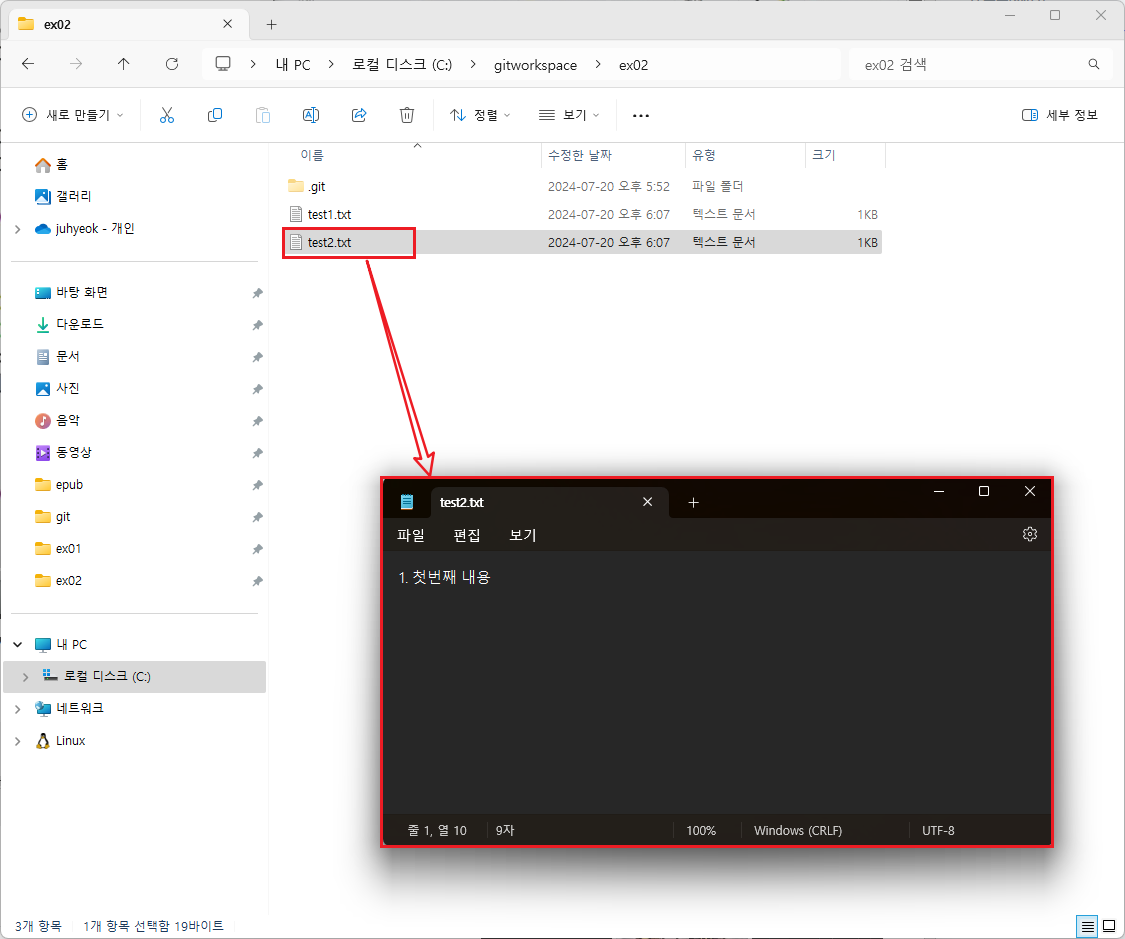 ex02
내 PC
로컬 디스크 (C:)
gitworkspace
ex02
ex02 검색
새로 만들기
정렬
보기
세부 정보
이름
수정한 날짜
유형
크기
.git
2024-07-20 오후 5:52
파일 폴더
test1.txt
2024-07-20 오후 6:07
텍스트 문서
1KB
test2.txt
2024-07-20 오후 6:07
텍스트 문서
1KB
홈
갤러리
juhyeok - 개인
바탕 화면
다운로드
문서
사진
음악
동영상
epub
git
ex01
ex02
내 PC
로컬 디스크 (C:)
네트워크
Linux
test2.txt
파일
편집
보기
1. 첫번째 내용
줄 1, 열 10
9자
100%
Windows (CRLF)
UTF-8
3개 항목
1개 항목 선택함 19바이트